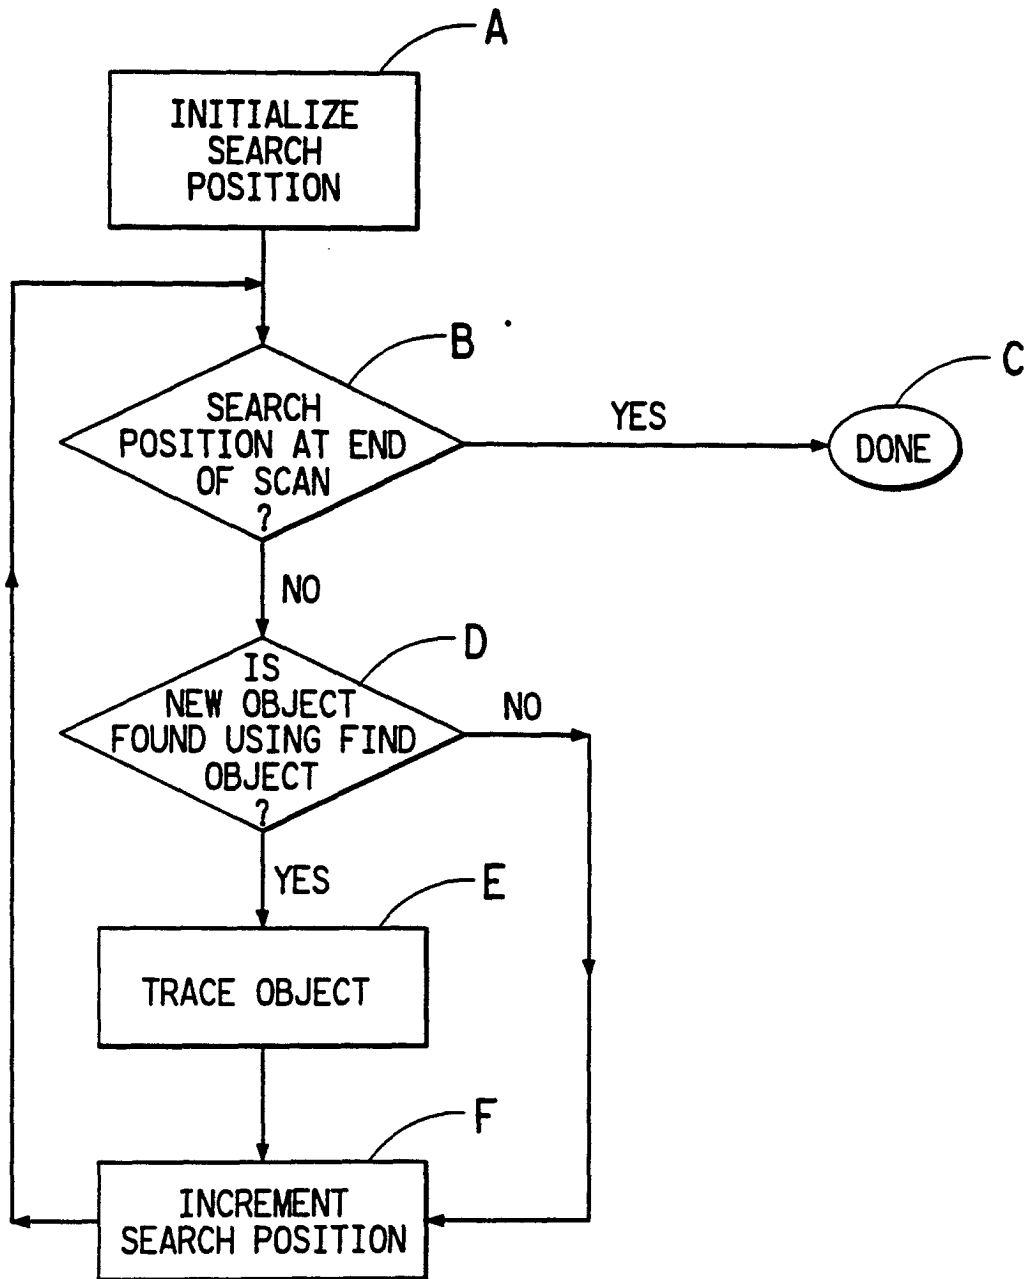 A
INITIALIZE
SEARCH
POSITION
B
SEARCH
POSITION AT END
OF SCAN
?
YES
C
DONE
NO
D
IS
NEW OBJECT
FOUND USING FIND
OBJECT
?
NO
YES
E
TRACE OBJECT
F
INCREMENT
SEARCH POSITION